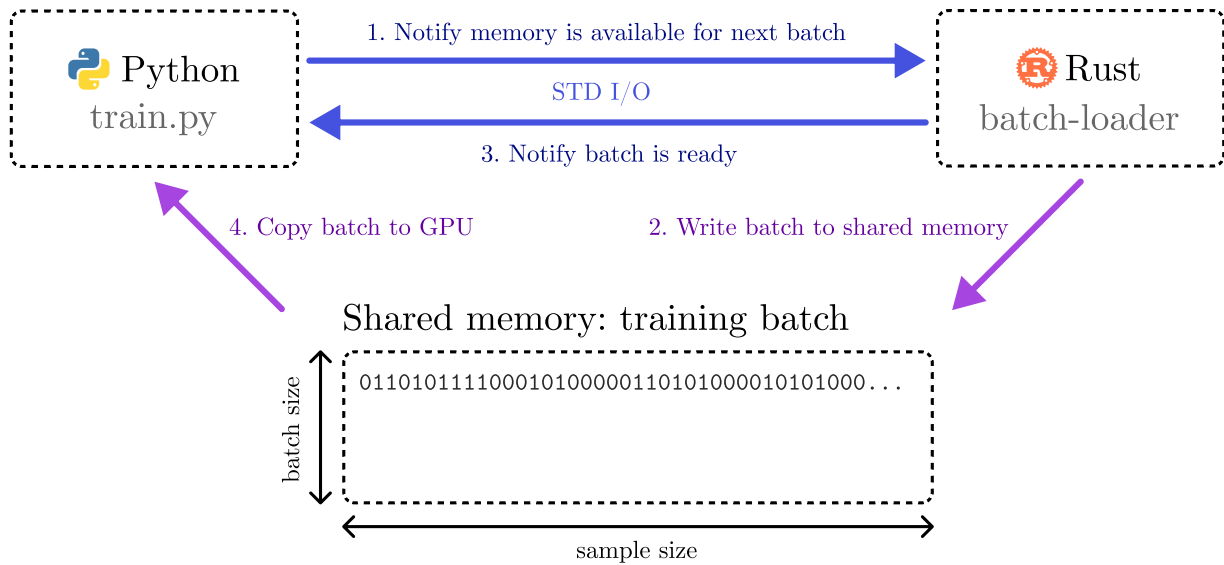 1. Notify memory is available for next batch
Python
train.py
STD I/O
Rust
batch-loader
3. Notify batch is ready
4. Copy batch to GPU
2. Write batch to shared memory
Shared memory: training batch
011010111100010100000110101000010101000...
batch size
sample size